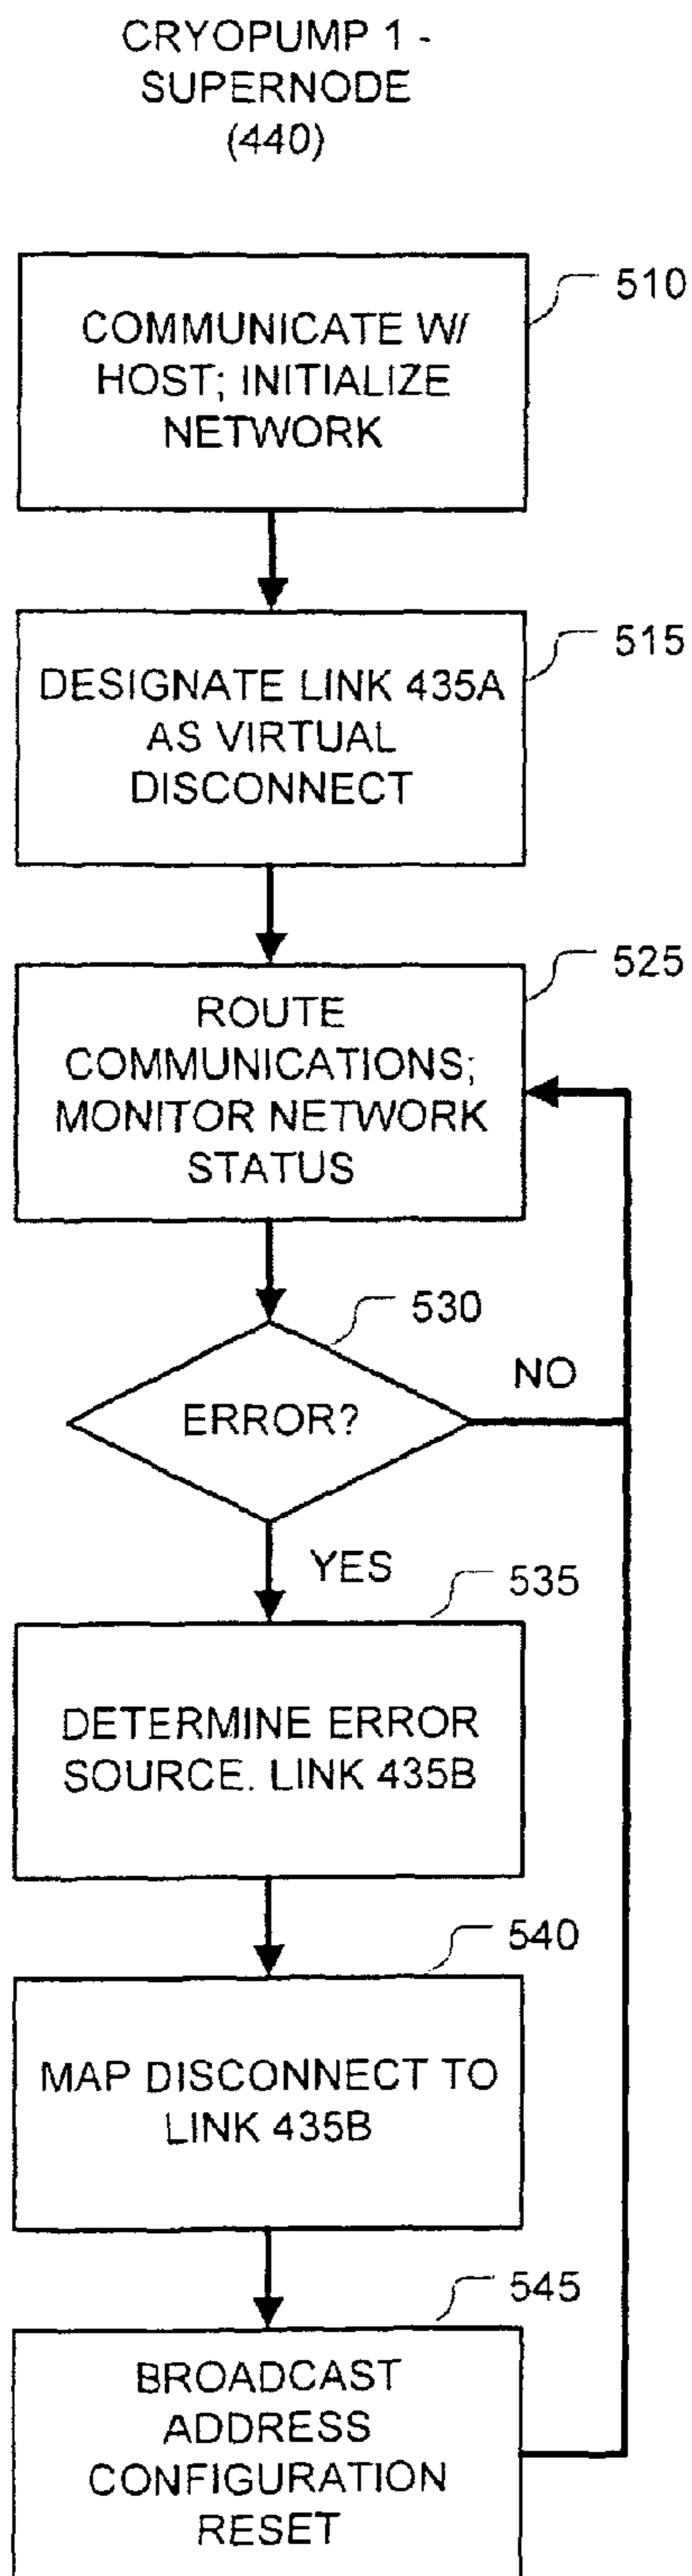 CRYOPUMP 1 -
SUPERNODE
(440)
510
COMMUNICATE W/
HOST; INITIALIZE
NETWORK
515
DESIGNATE LINK 435A
AS VIRTUAL
DISCONNECT
525
ROUTE
COMMUNICATIONS;
MONITOR NETWORK
STATUS
530
NO
ERROR?
YES
535
DETERMINE ERROR
SOURCE. LINK 435B
540
MAP DISCONNECT TO
LINK 435B
545
BROADCAST
ADDRESS
CONFIGURATION
RESET